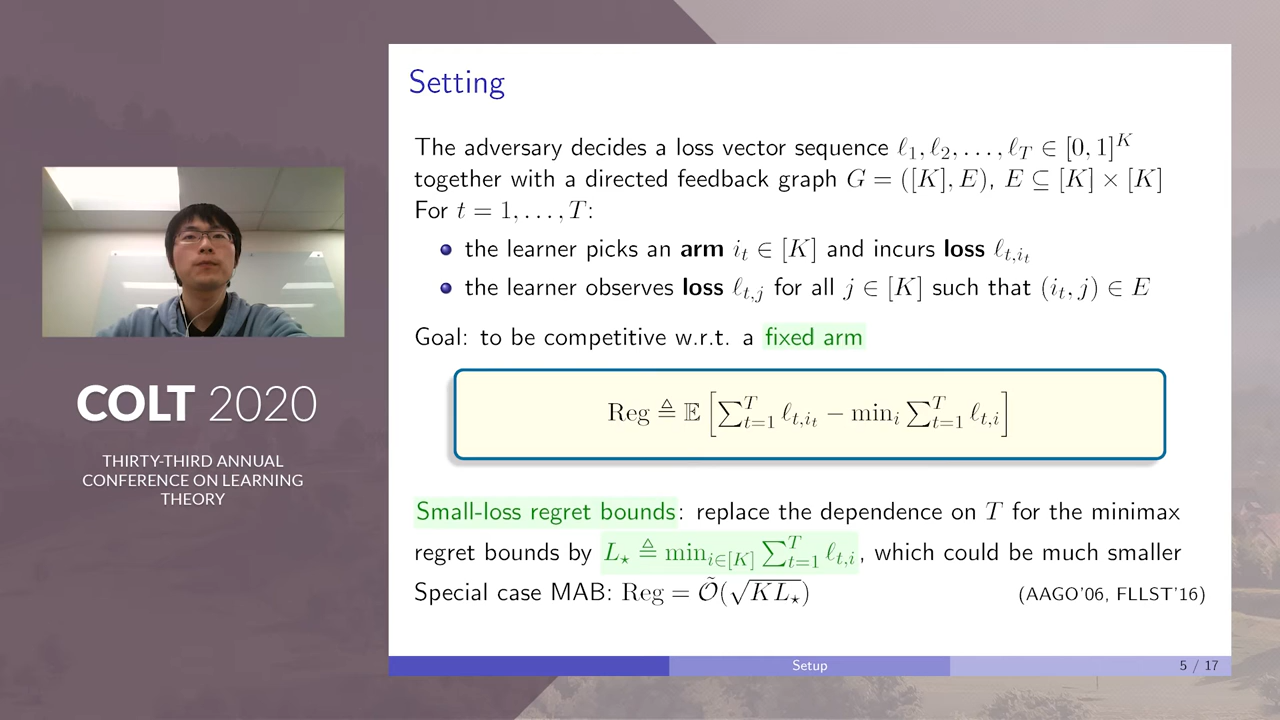 COLT 2020
THIRTY-THIRD ANNUAL
CONFERENCE ON LEARNING
THEORY
Setting
The adversary decides a loss vector sequence ℓ₁, ℓ₂, . . . , ℓ_T ∈ [0, 1]^K
together with a directed feedback graph G = ([K], E), E ⊆ [K] × [K]
For t = 1, . . . , T:
the learner picks an arm i_t ∈ [K] and incurs loss ℓ_{t,i_t}
the learner observes loss ℓ_{t,j} for all j ∈ [K] such that (i_t, j) ∈ E
Goal: to be competitive w.r.t. a fixed arm
Reg ≜ 𝔼 [∑_{t=1}^T ℓ_{t,i_t} − min_i ∑_{t=1}^T ℓ_{t,i}]
Small-loss regret bounds: replace the dependence on T for the minimax
regret bounds by L_⋆ ≜ min_{i∈[K]} ∑_{t=1}^T ℓ_{t,i}, which could be much smaller
Special case MAB: Reg = Õ(√(KL_⋆)) (AAGO'06, FLLST'16)
Setup 5 / 17